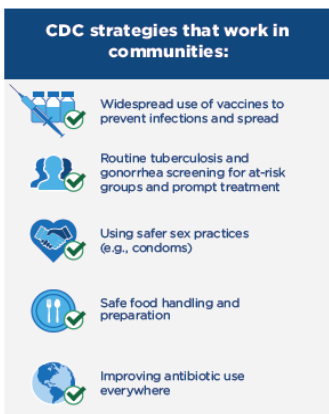 CDC strategies that work in
communities:
Widespread use of vaccines to
prevent infections and spread
Routine tuberculosis and
gonorrhea screening for at-risk
groups and prompt treatment
Using safer sex practices
(e.g., condoms)
Safe food handling and
preparation
Improving antibiotic use
everywhere